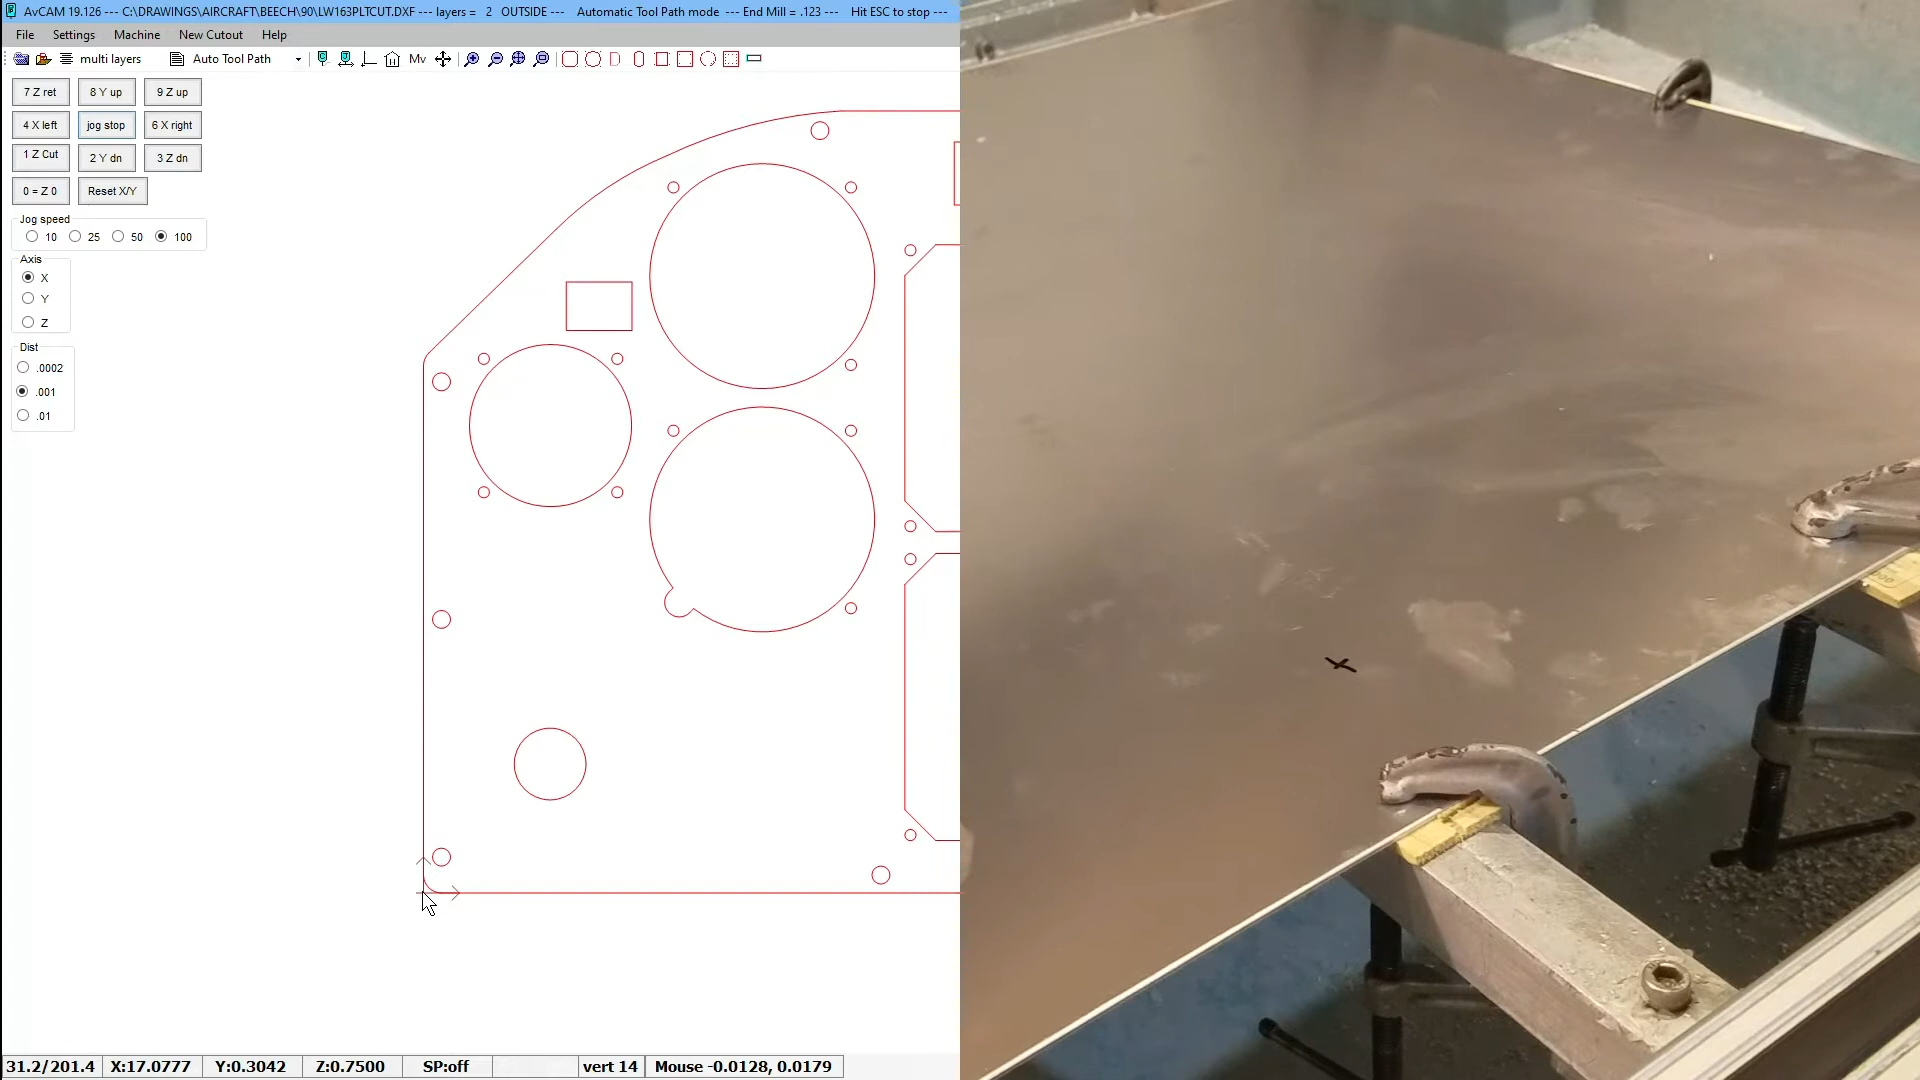 AvCAM 19.126 --- C:\DRAWINGS\AIRCRAFT\BEECH\90\LW163PLTCUT.DXF --- layers = 2 OUTSIDE --- Automatic Tool Path mode --- End Mill = .123 --- Hit ESC to stop ---
File Settings Machine New Cutout Help
multi layers Auto Tool Path Mv
7 Z ret 8 Y up 9 Z up
4 X left jog stop 6 X right
1 Z Cut 2 Y dn 3 Z dn
0 = Z 0 Reset X/Y
Jog speed
10 25 50 100
Axis
X
Y
Z
Dist
.0002
.001
.01
31.2/201.4 X:17.0777 Y:0.3042 Z:0.7500 SP:off vert 14 Mouse -0.0128, 0.0179